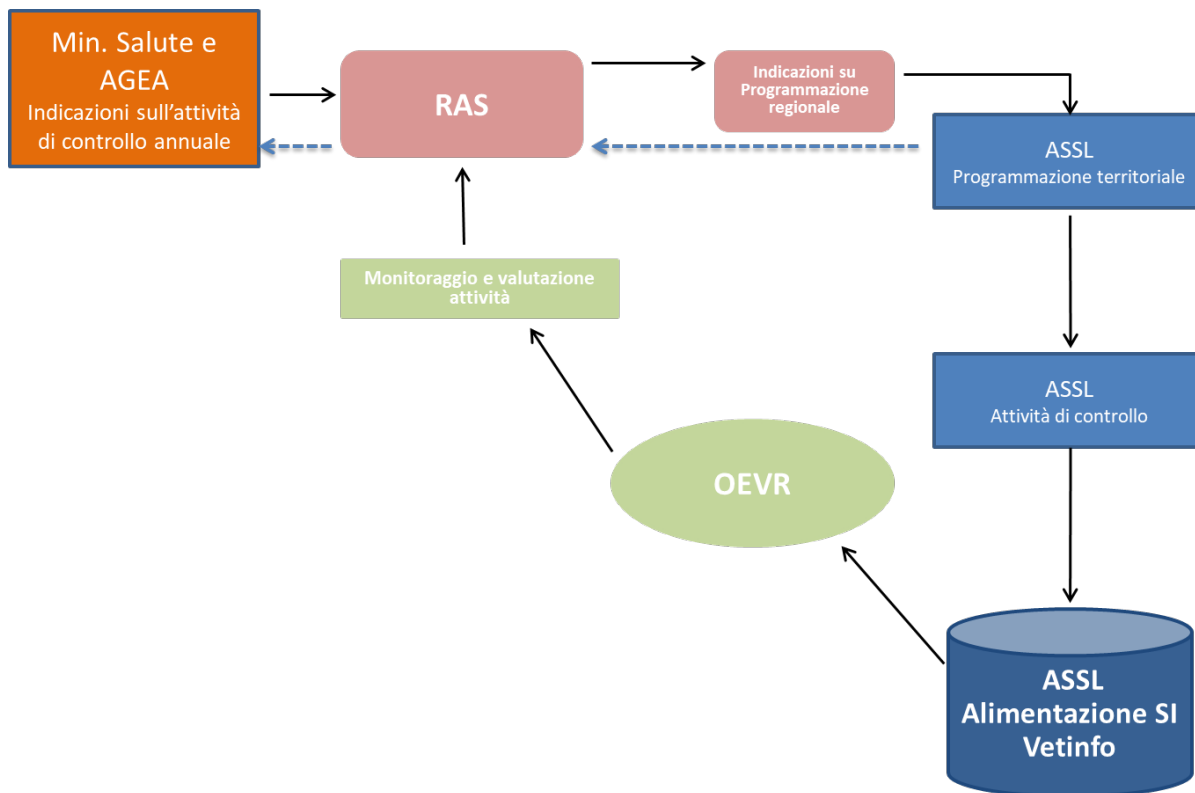 Min. Salute e
AGEA
Indicazioni sull'attività
di controllo annuale
RAS
Indicazioni su
Programmazione
regionale
ASSL
Programmazione territoriale
Monitoraggio e valutazione
attività
ASSL
Attività di controllo
OEVR
ASSL
Alimentazione SI
Vetinfo